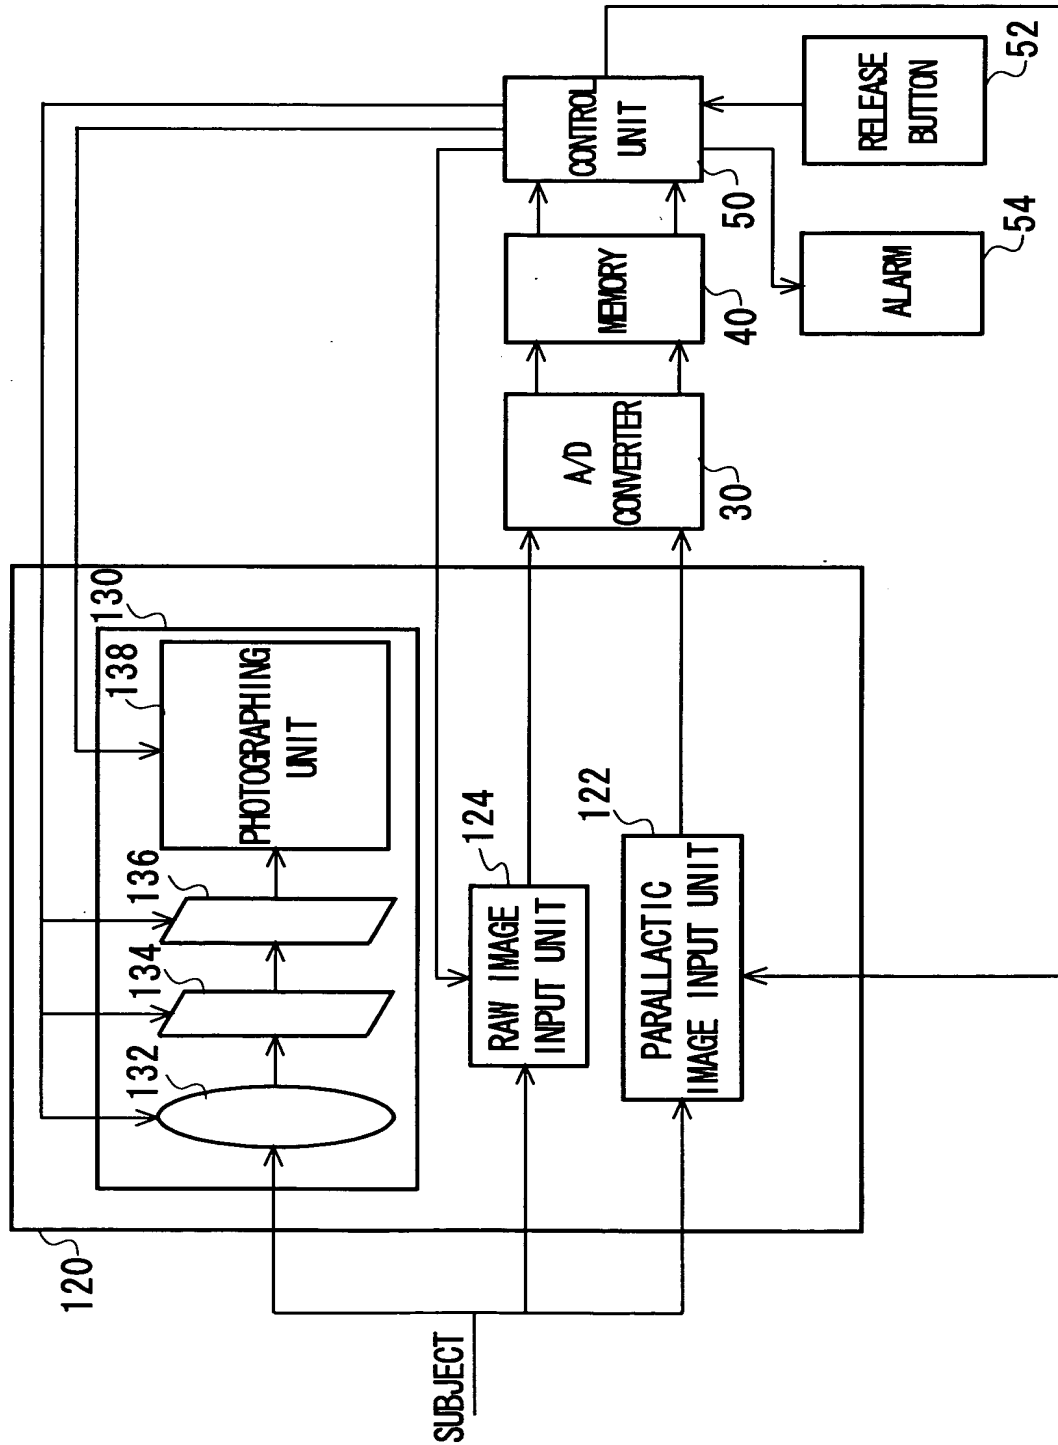 120
SUBJECT
130
132
134
136
138
PHOTOGRAPHING
UNIT
124
RAW IMAGE
INPUT UNIT
122
PARALLACTIC
IMAGE INPUT UNIT
A/D
CONVERTER
30
MEMORY
40
CONTROL
UNIT
50
ALARM
54
RELEASE
BUTTON
52